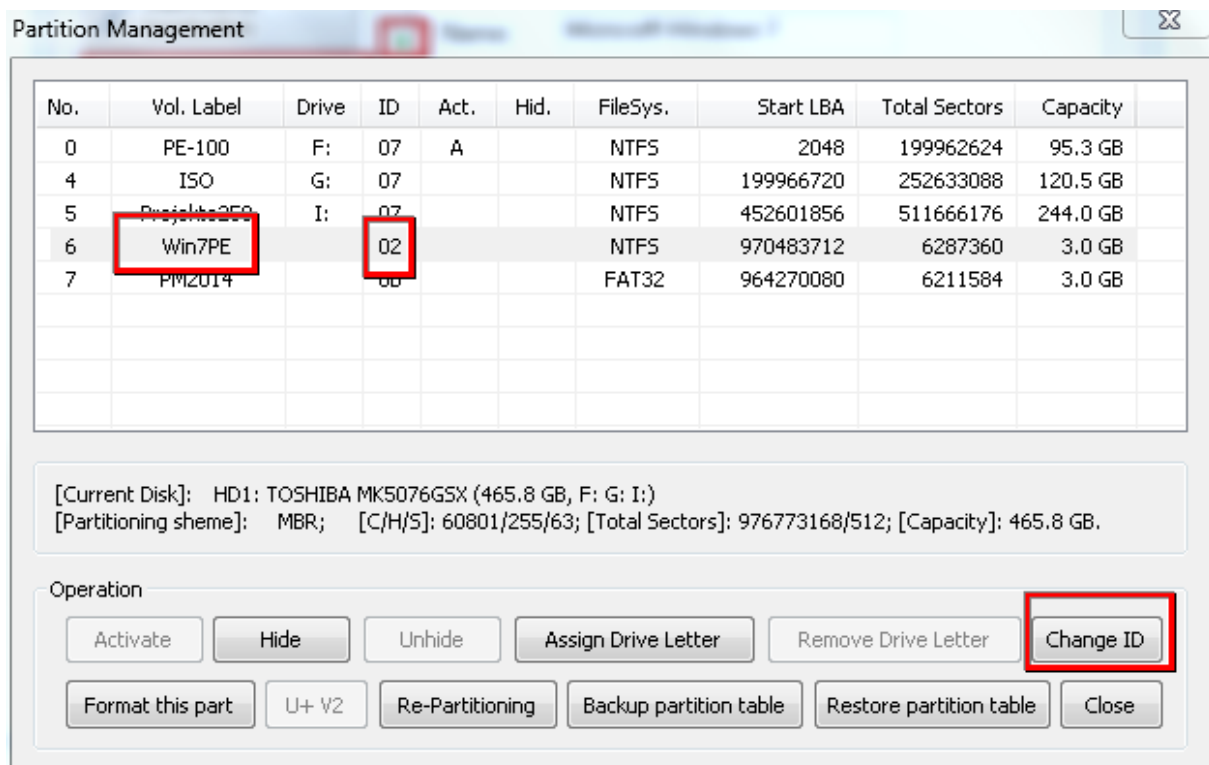 Partition Management
No. Vol. Label Drive ID Act. Hid. FileSys. Start LBA Total Sectors Capacity
0 PE-100 F: 07 A NTFS 2048 199962624 95.3 GB
4 ISO G: 07 NTFS 199966720 252633088 120.5 GB
5 I: 07 NTFS 452601856 511666176 244.0 GB
6 Win7PE 02 NTFS 970483712 6287360 3.0 GB
7 PM2014 0B FAT32 964270080 6211584 3.0 GB
[Current Disk]: HD1: TOSHIBA MK5076GSX (465.8 GB, F: G: I:)
[Partitioning sheme]: MBR; [C/H/S]: 60801/255/63; [Total Sectors]: 976773168/512; [Capacity]: 465.8 GB.
Operation
Activate Hide Unhide Assign Drive Letter Remove Drive Letter Change ID
Format this part U+ V2 Re-Partitioning Backup partition table Restore partition table Close